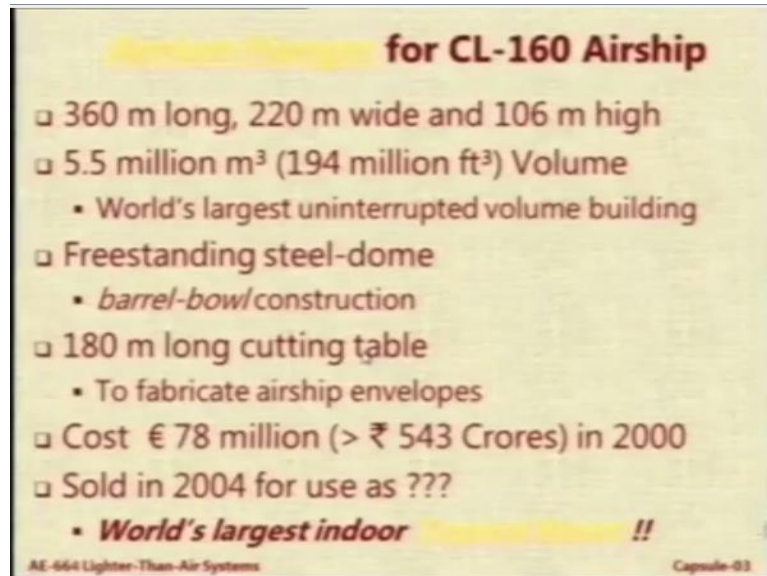 for CL-160 Airship
360 m long, 220 m wide and 106 m high
5.5 million m³ (194 million ft³) Volume
World's largest uninterrupted volume building
Freestanding steel-dome
barrel-bowl construction
180 m long cutting table
To fabricate airship envelopes
Cost € 78 million (> ₹ 543 Crores) in 2000
Sold in 2004 for use as ???
World's largest indoor !!
AE-664 Lighter-Than-Air Systems
Capsule-03